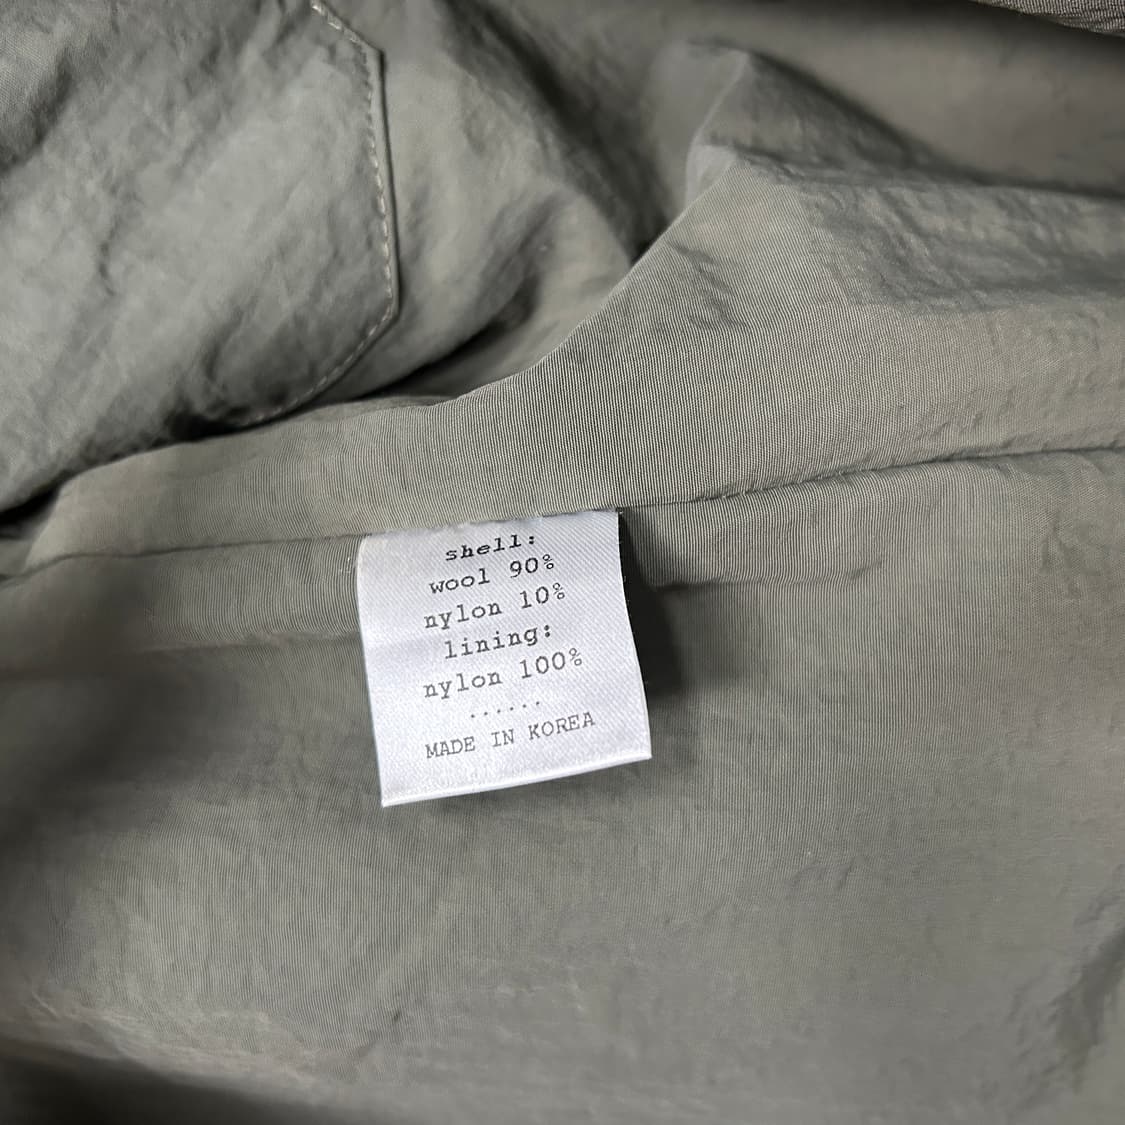 shell:
wool 90%
nylon 10%
lining:
nylon 100%
......
MADE IN KOREA